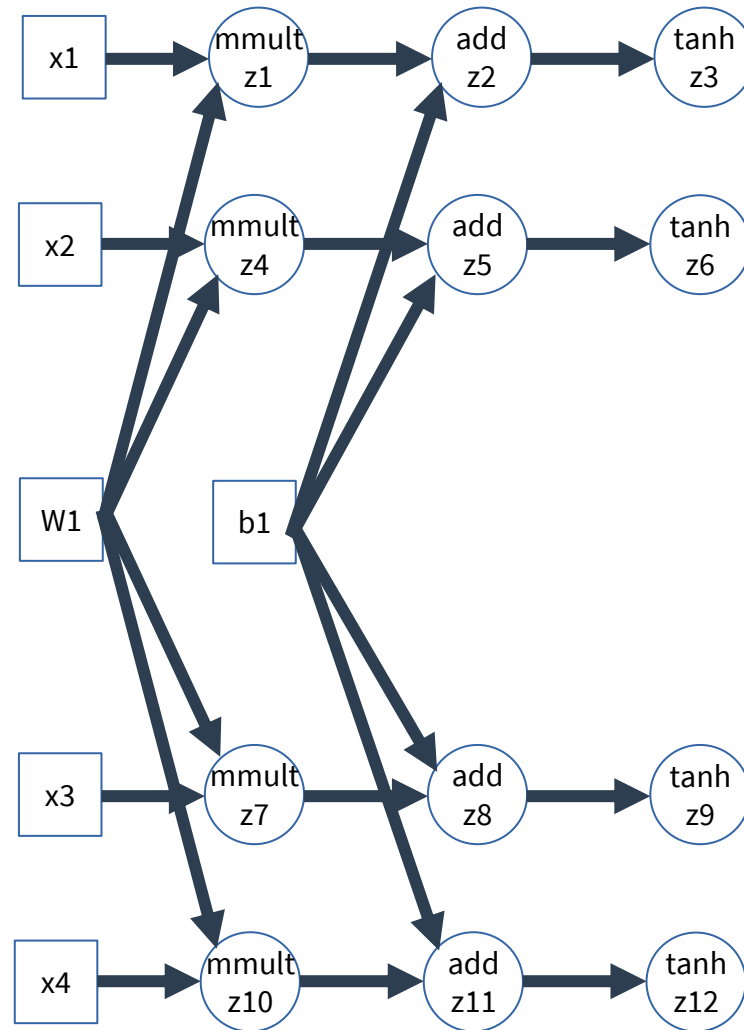 x1
mmult
z1
add
z2
tanh
z3
x2
mmult
z4
add
z5
tanh
z6
W1
b1
x3
mmult
z7
add
z8
tanh
z9
x4
mmult
z10
add
z11
tanh
z12